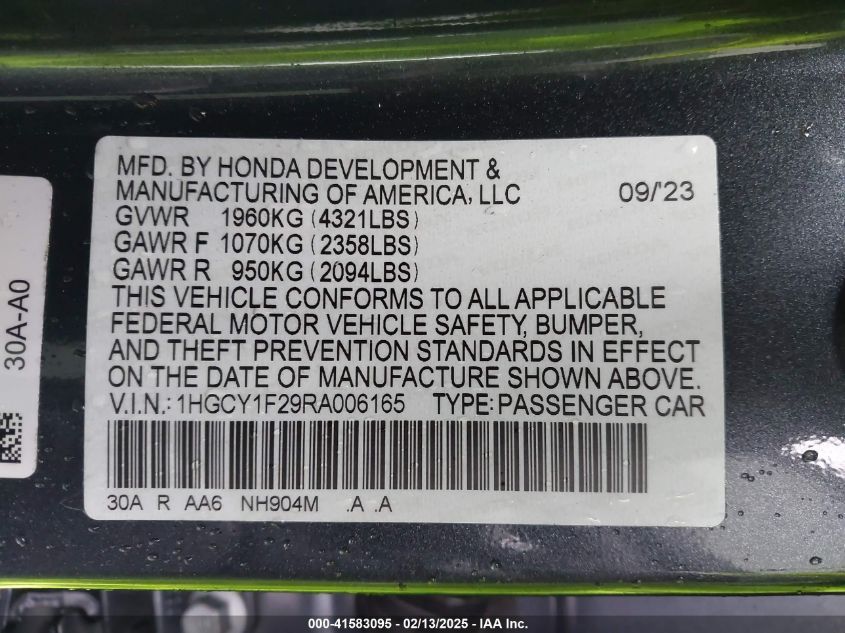 MFD. BY HONDA DEVELOPMENT &
MANUFACTURING OF AMERICA, LLC 09/'23
GVWR 1960KG (4321LBS)
GAWR F 1070KG (2358LBS)
GAWR R 950KG (2094LBS)
THIS VEHICLE CONFORMS TO ALL APPLICABLE
FEDERAL MOTOR VEHICLE SAFETY, BUMPER,
AND THEFT PREVENTION STANDARDS IN EFFECT
ON THE DATE OF MANUFACTURE SHOWN ABOVE.
V.I.N.: 1HGCY1F29RA006165 TYPE: PASSENGER CAR
30A R AA6 NH904M .A .A
30A-A0
000-41583095 - 02/13/2025 - IAA Inc.